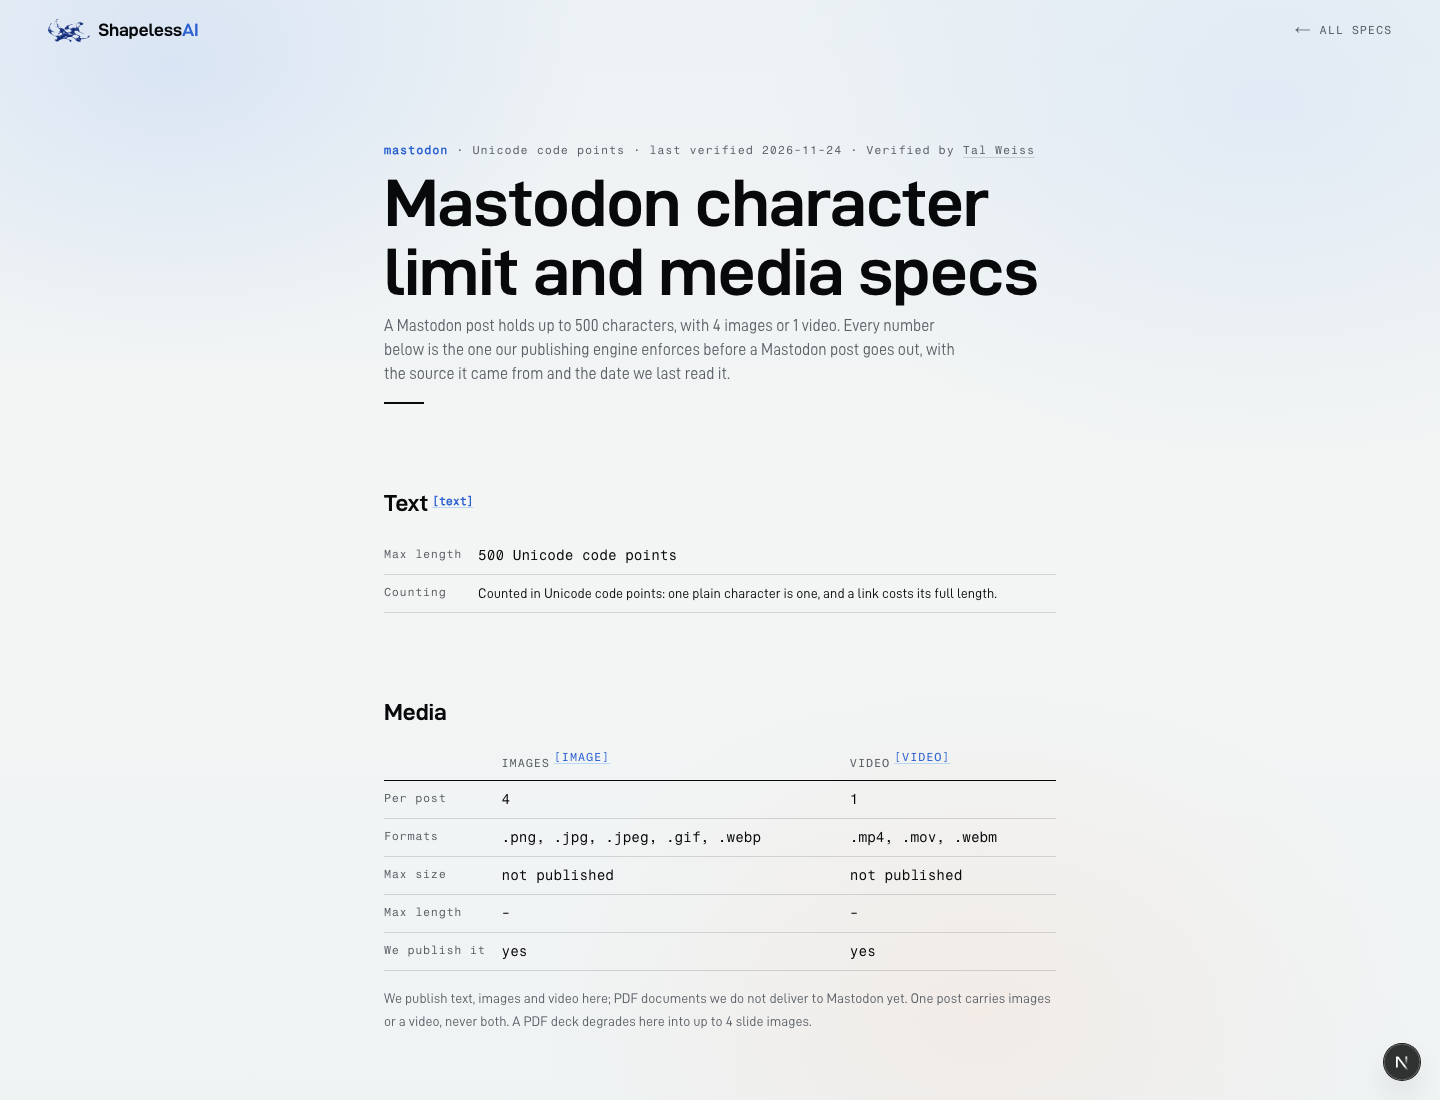 ShapelessAI
← ALL SPECS
mastodon · Unicode code points · last verified 2026-11-24 · Verified by Tal Weiss
Mastodon character
limit and media specs
A Mastodon post holds up to 500 characters, with 4 images or 1 video. Every number
below is the one our publishing engine enforces before a Mastodon post goes out, with
the source it came from and the date we last read it.
Text [text]
Max length 500 Unicode code points
Counting Counted in Unicode code points: one plain character is one, and a link costs its full length.
Media
IMAGES [IMAGE] VIDEO [VIDEO]
Per post 4 1
Formats .png, .jpg, .jpeg, .gif, .webp .mp4, .mov, .webm
Max size not published not published
Max length – –
We publish it yes yes
We publish text, images and video here; PDF documents we do not deliver to Mastodon yet. One post carries images
or a video, never both. A PDF deck degrades here into up to 4 slide images.
N